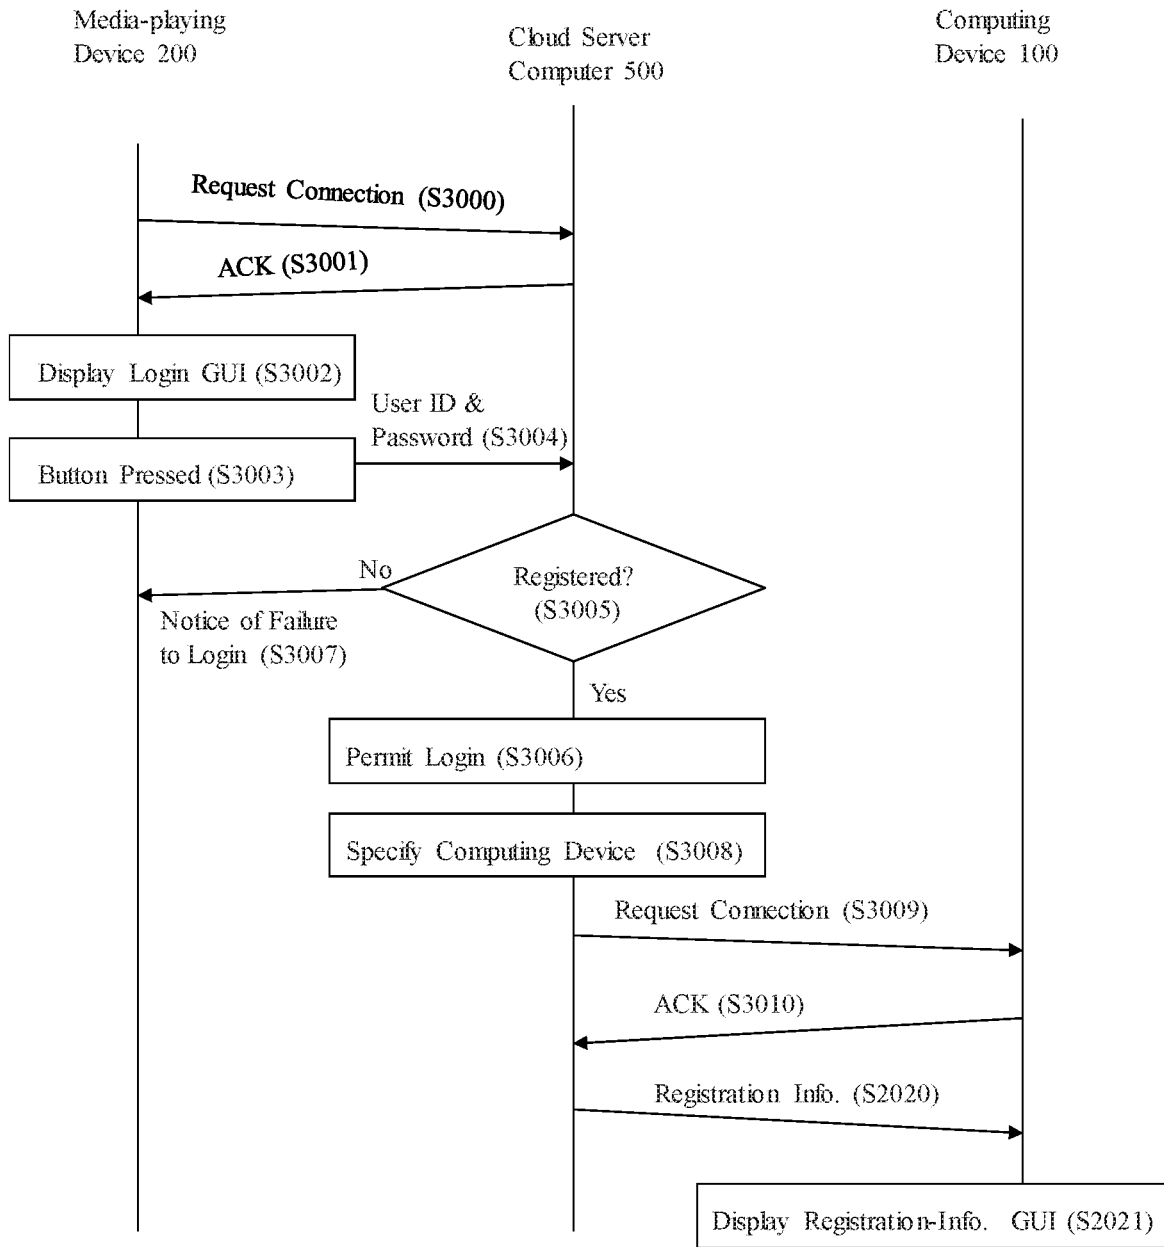 Media-playing
Device 200
Cloud Server
Computer 500
Computing
Device 100
Request Connection (S3000)
ACK (S3001)
Display Login GUI (S3002)
User ID &
Password (S3004)
Button Pressed (S3003)
No
Registered?
(S3005)
Notice of Failure
to Login (S3007)
Yes
Permit Login (S3006)
Specify Computing Device (S3008)
Request Connection (S3009)
ACK (S3010)
Registration Info. (S2020)
Display Registration-Info. GUI (S2021)